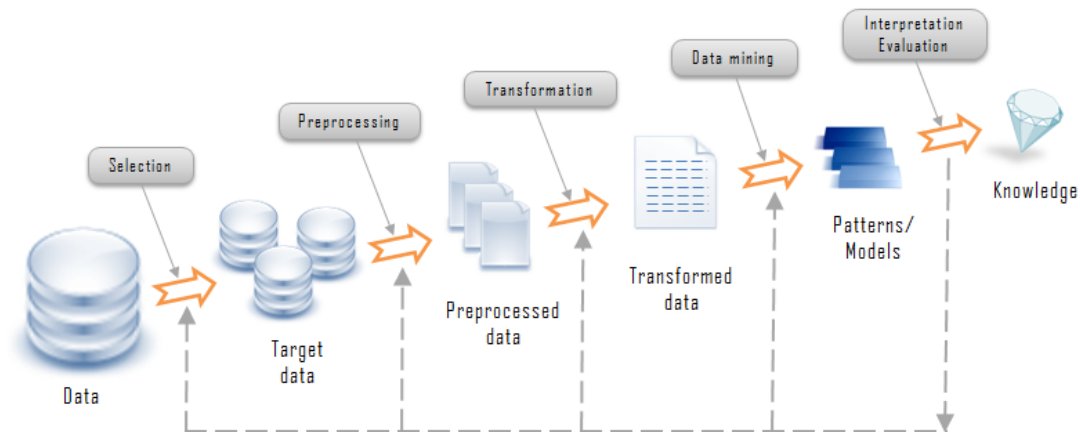 Interpretation
Evaluation
Data mining
Transformation
Preprocessing
Selection
Knowledge
Patterns/
Models
Transformed
data
Preprocessed
data
Target
data
Data